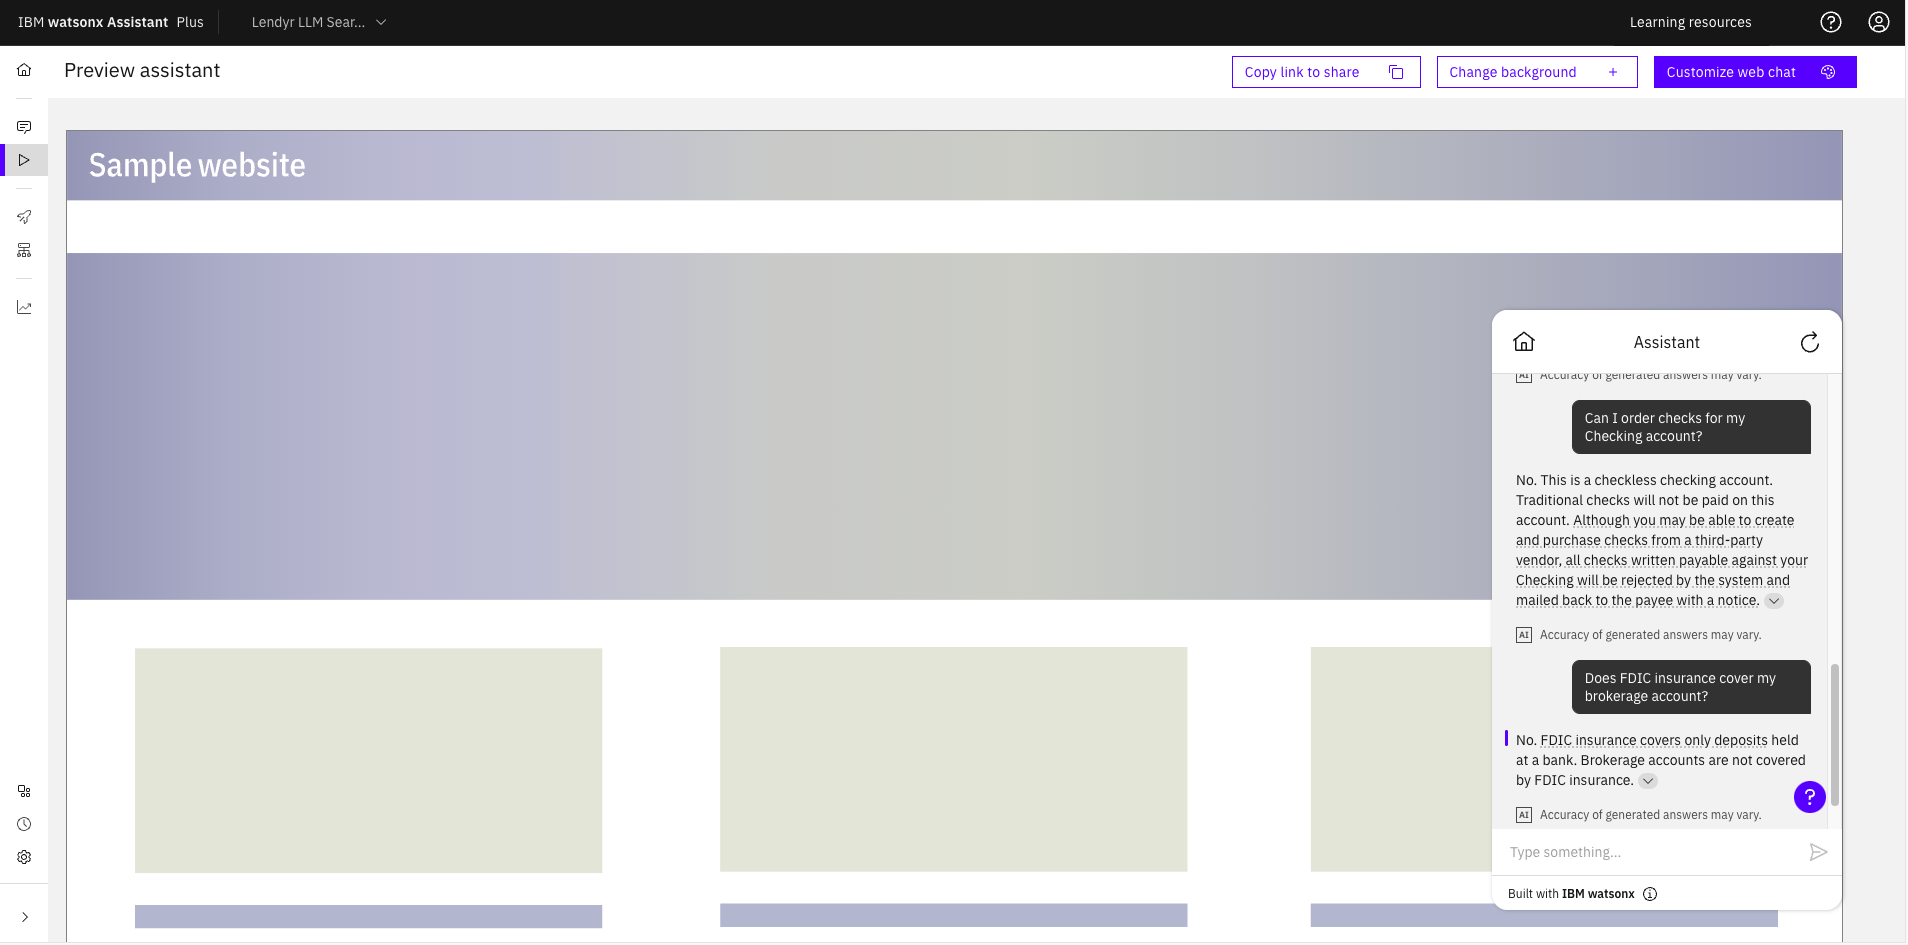 IBM watsonx Assistant Plus
Lendyr LLM Sear...
Learning resources
Preview assistant
Copy link to share
Change background
Customize web chat
Sample website
Assistant
AI Accuracy of generated answers may vary.
Can I order checks for my
Checking account?
No. This is a checkless checking account.
Traditional checks will not be paid on this
account. Although you may be able to create
and purchase checks from a third-party
vendor, all checks written payable against your
Checking will be rejected by the system and
mailed back to the payee with a notice.
AI Accuracy of generated answers may vary.
Does FDIC insurance cover my
brokerage account?
No. FDIC insurance covers only deposits held
at a bank. Brokerage accounts are not covered
by FDIC insurance.
?
AI Accuracy of generated answers may vary.
Type something...
Built with IBM watsonx